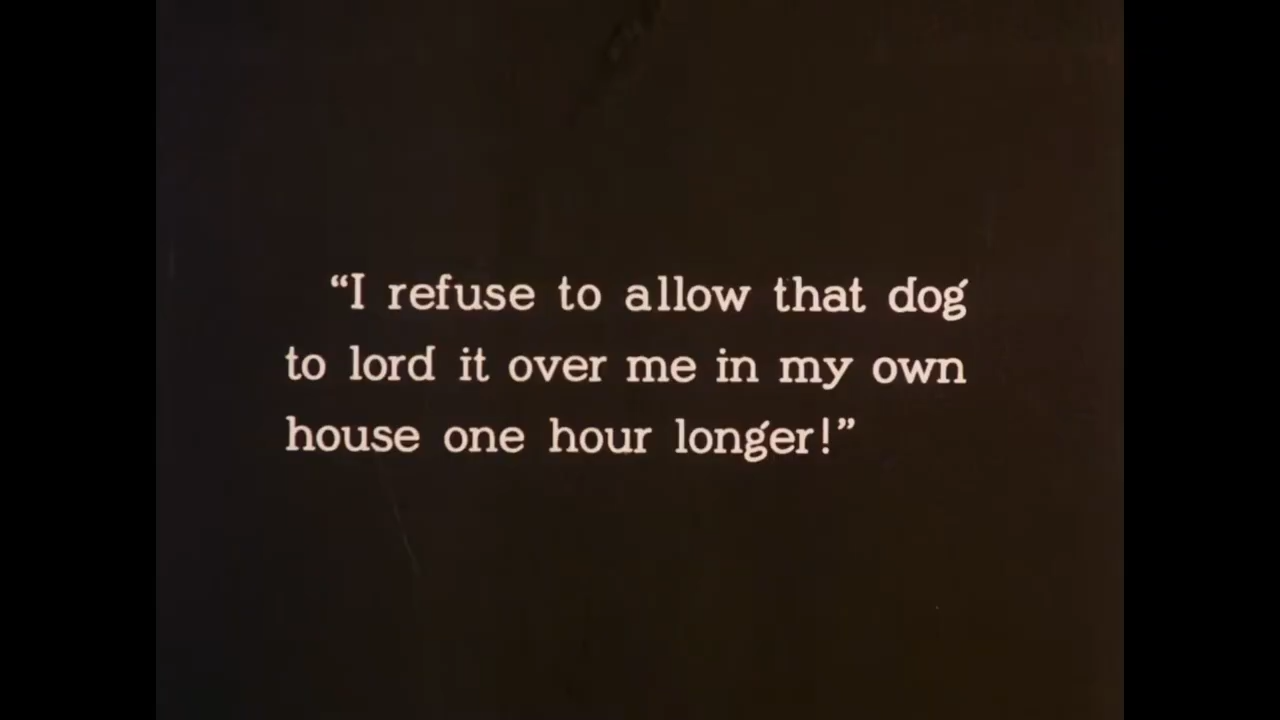 “I refuse to allow that dog
to lord it over me in my own
house one hour longer!”